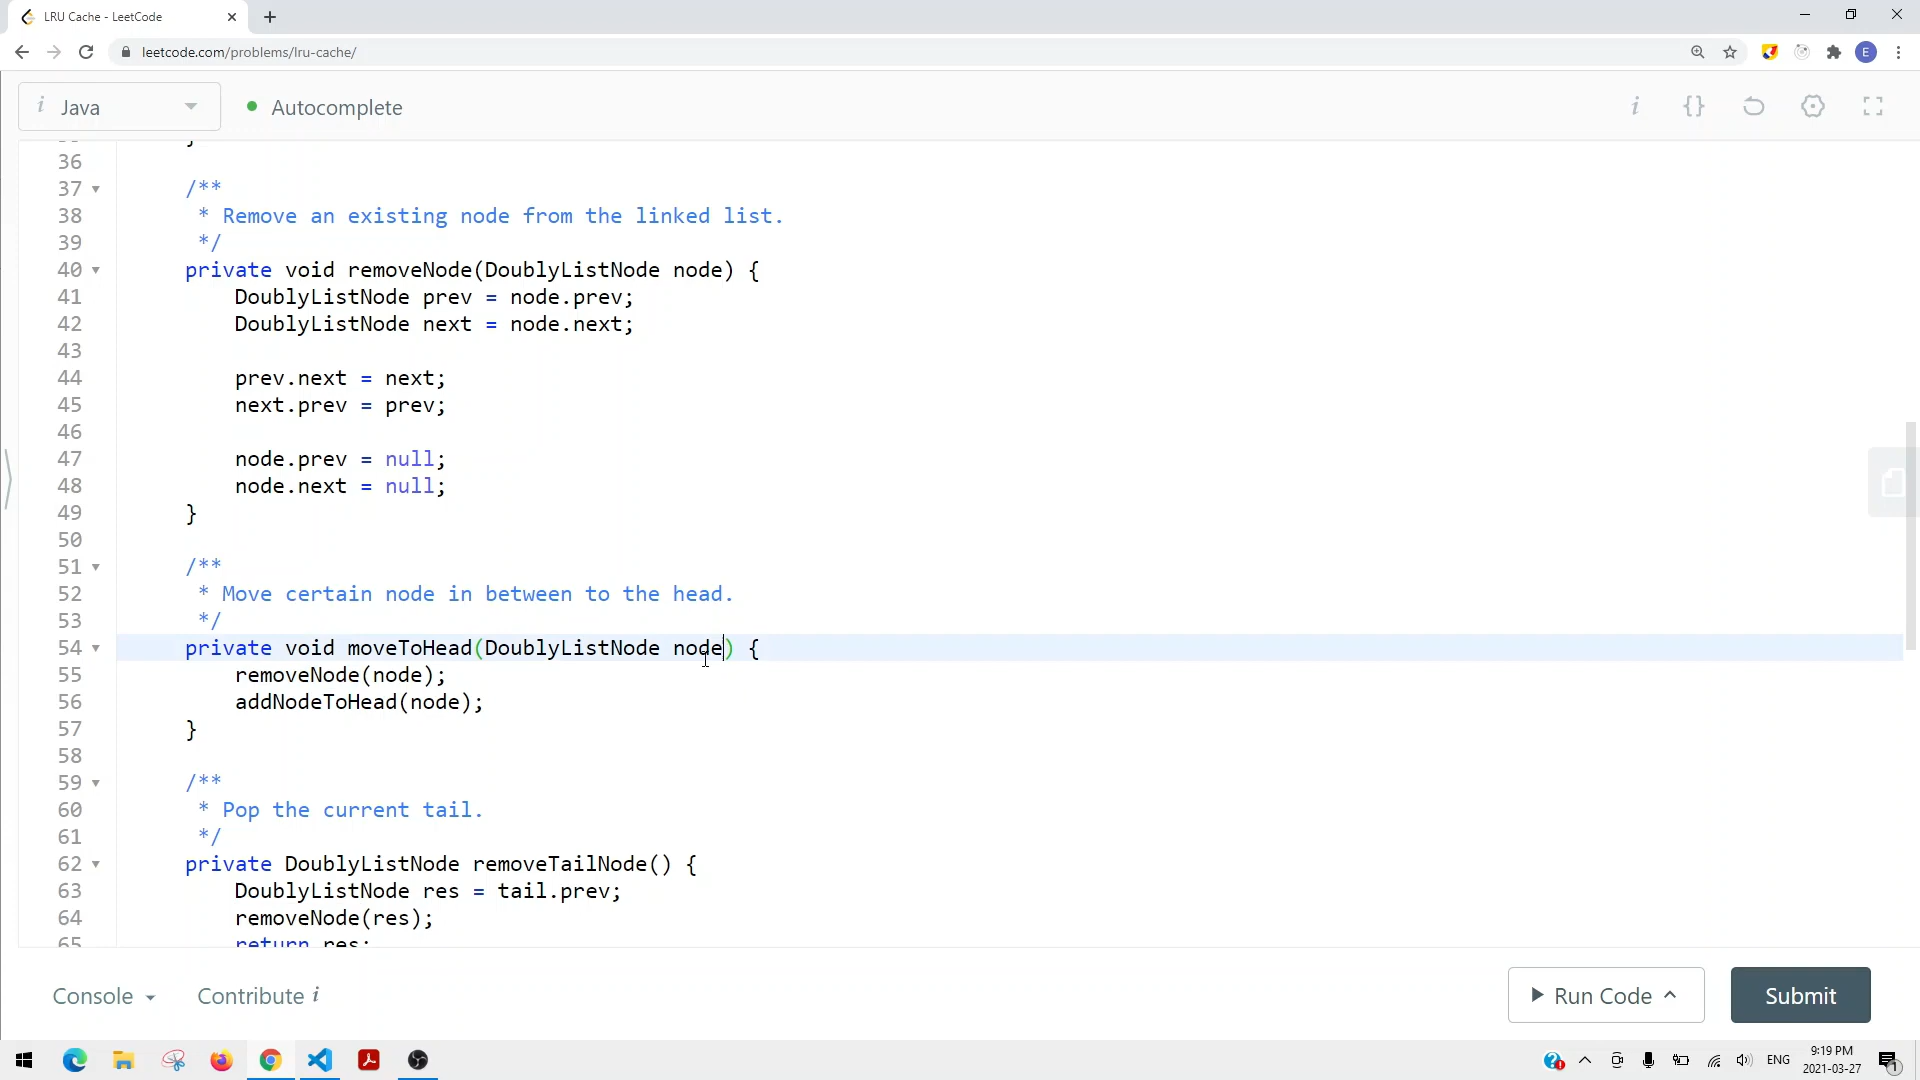 LRU Cache - LeetCode
leetcode.com/problems/lru-cache/
E
i Java
Autocomplete
i {}
36
37 /**
38 * Remove an existing node from the linked list.
39 */
40 private void removeNode(DoublyListNode node) {
41 DoublyListNode prev = node.prev;
42 DoublyListNode next = node.next;
43
44 prev.next = next;
45 next.prev = prev;
46
47 node.prev = null;
48 node.next = null;
49 }
50
51 /**
52 * Move certain node in between to the head.
53 */
54 private void moveToHead(DoublyListNode node) {
55 removeNode(node);
56 addNodeToHead(node);
57 }
58
59 /**
60 * Pop the current tail.
61 */
62 private DoublyListNode removeTailNode() {
63 DoublyListNode res = tail.prev;
64 removeNode(res);
65 return res;
Console
Contribute i
Run Code
Submit
ENG
9:19 PM
2021-03-27
1